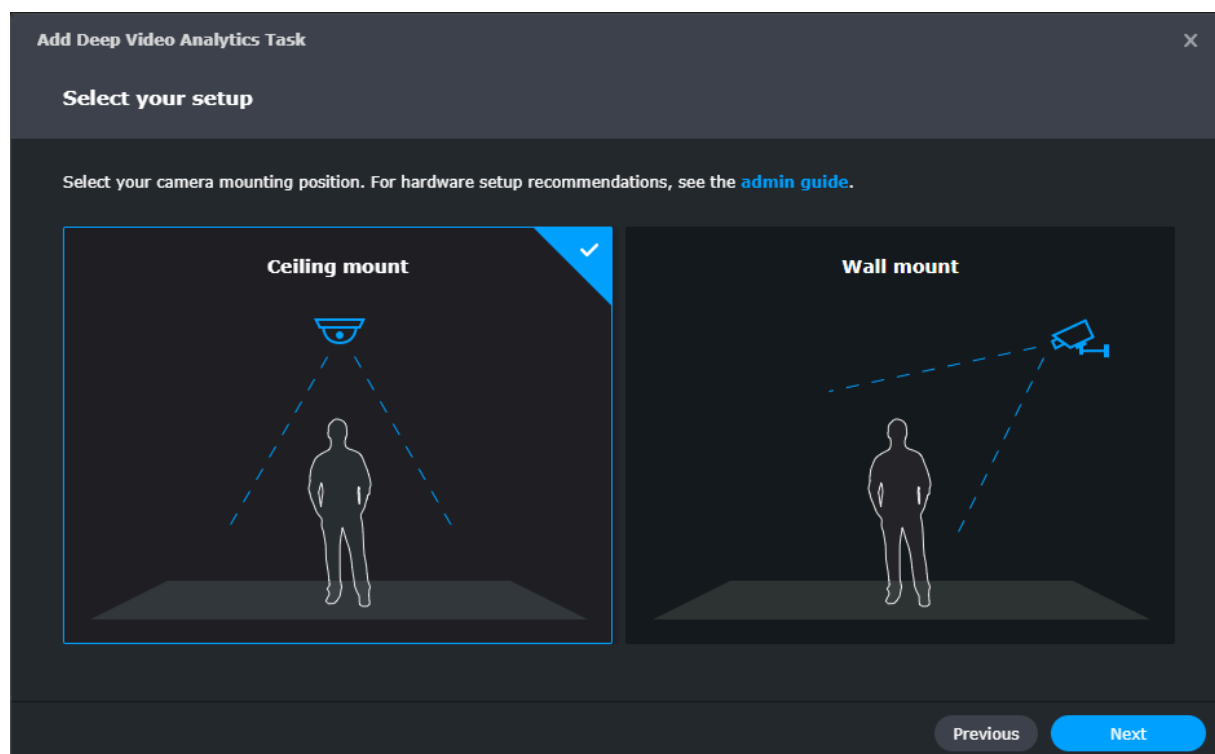 Add Deep Video Analytics Task
Select your setup
Select your camera mounting position. For hardware setup recommendations, see the admin guide.
Ceiling mount
Wall mount
Previous
Next